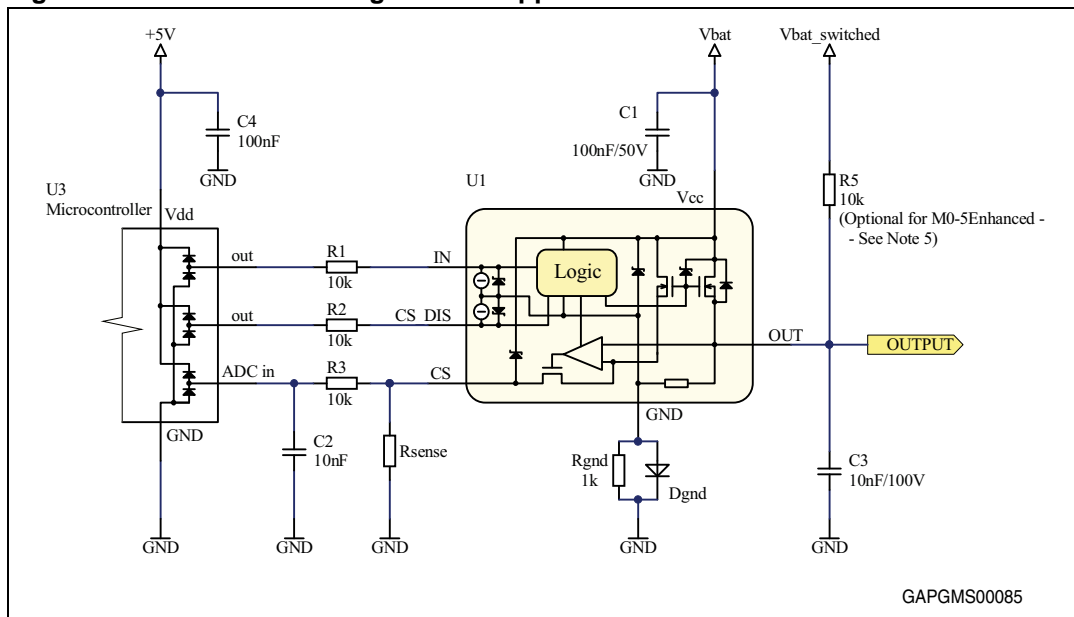 +5V
Vbat
Vbat_switched
C4
100nF
GND
C1
100nF/50V
GND
U3
Microcontroller
Vdd
U1
Vcc
R5
10k
(Optional for M0-5Enhanced -
- See Note 5)
out
R1
10k
IN
Logic
out
R2
10k
CS_DIS
OUT
OUTPUT
ADC in
R3
10k
CS
GND
GND
C2
10nF
Rsense
Rgnd
1k
Dgnd
C3
10nF/100V
GND
GND
GND
GND
GND
GAPGMS00085